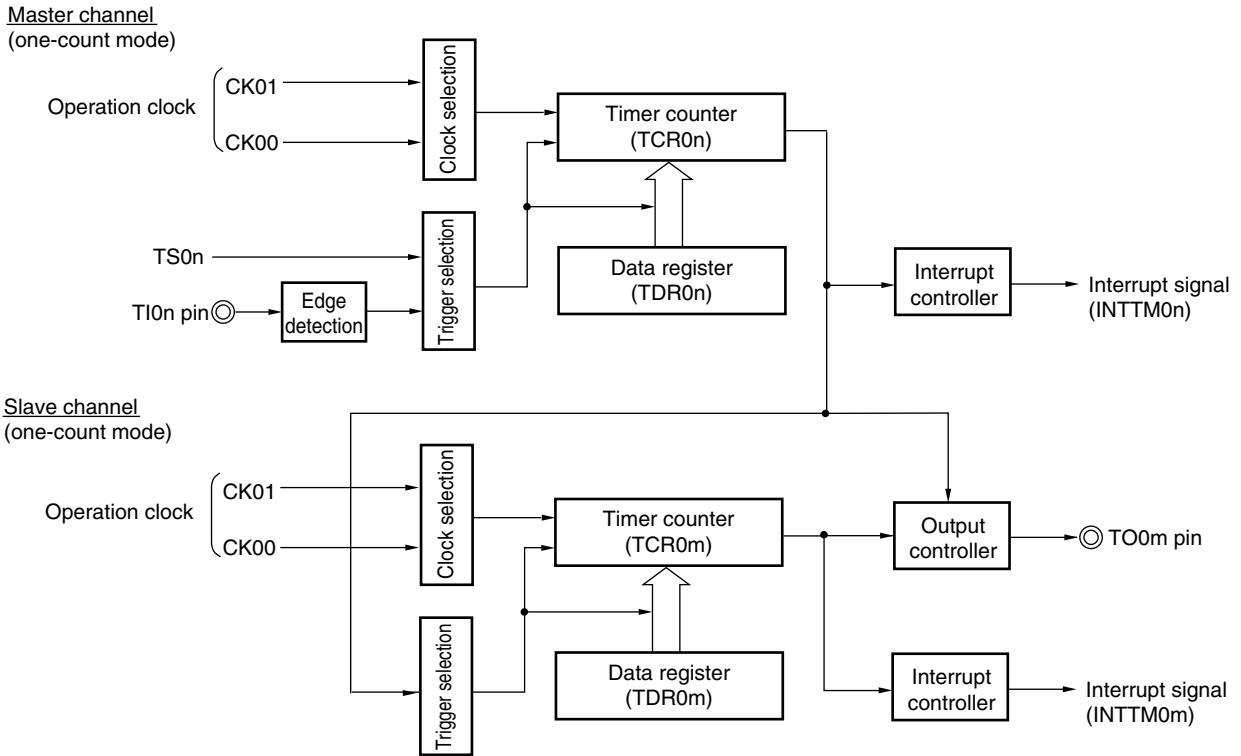 Master channel
(one-count mode)
Operation clock
CK01
CK00
Clock selection
Timer counter
(TCR0n)
TS0n
TI0n pin
Edge
detection
Trigger selection
Data register
(TDR0n)
Interrupt
controller
Interrupt signal
(INTTM0n)
Slave channel
(one-count mode)
Operation clock
CK01
CK00
Clock selection
Timer counter
(TCR0m)
Output
controller
TO0m pin
Trigger selection
Data register
(TDR0m)
Interrupt
controller
Interrupt signal
(INTTM0m)